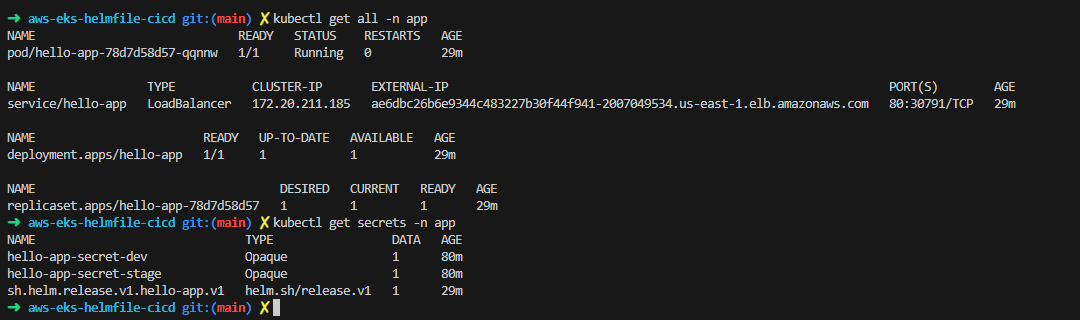 ➜ aws-eks-helmfile-cicd git:(main) ✗ kubectl get all -n app
NAME READY STATUS RESTARTS AGE
pod/hello-app-78d7d58d57-qqnnw 1/1 Running 0 29m
NAME TYPE CLUSTER-IP EXTERNAL-IP PORT(S) AGE
service/hello-app LoadBalancer 172.20.211.185 ae6dbc26b6e9344c483227b30f44f941-2007049534.us-east-1.elb.amazonaws.com 80:30791/TCP 29m
NAME READY UP-TO-DATE AVAILABLE AGE
deployment.apps/hello-app 1/1 1 1 29m
NAME DESIRED CURRENT READY AGE
replicaset.apps/hello-app-78d7d58d57 1 1 1 29m
➜ aws-eks-helmfile-cicd git:(main) ✗ kubectl get secrets -n app
NAME TYPE DATA AGE
hello-app-secret-dev Opaque 1 80m
hello-app-secret-stage Opaque 1 80m
sh.helm.release.v1.hello-app.v1 helm.sh/release.v1 1 29m
➜ aws-eks-helmfile-cicd git:(main) ✗